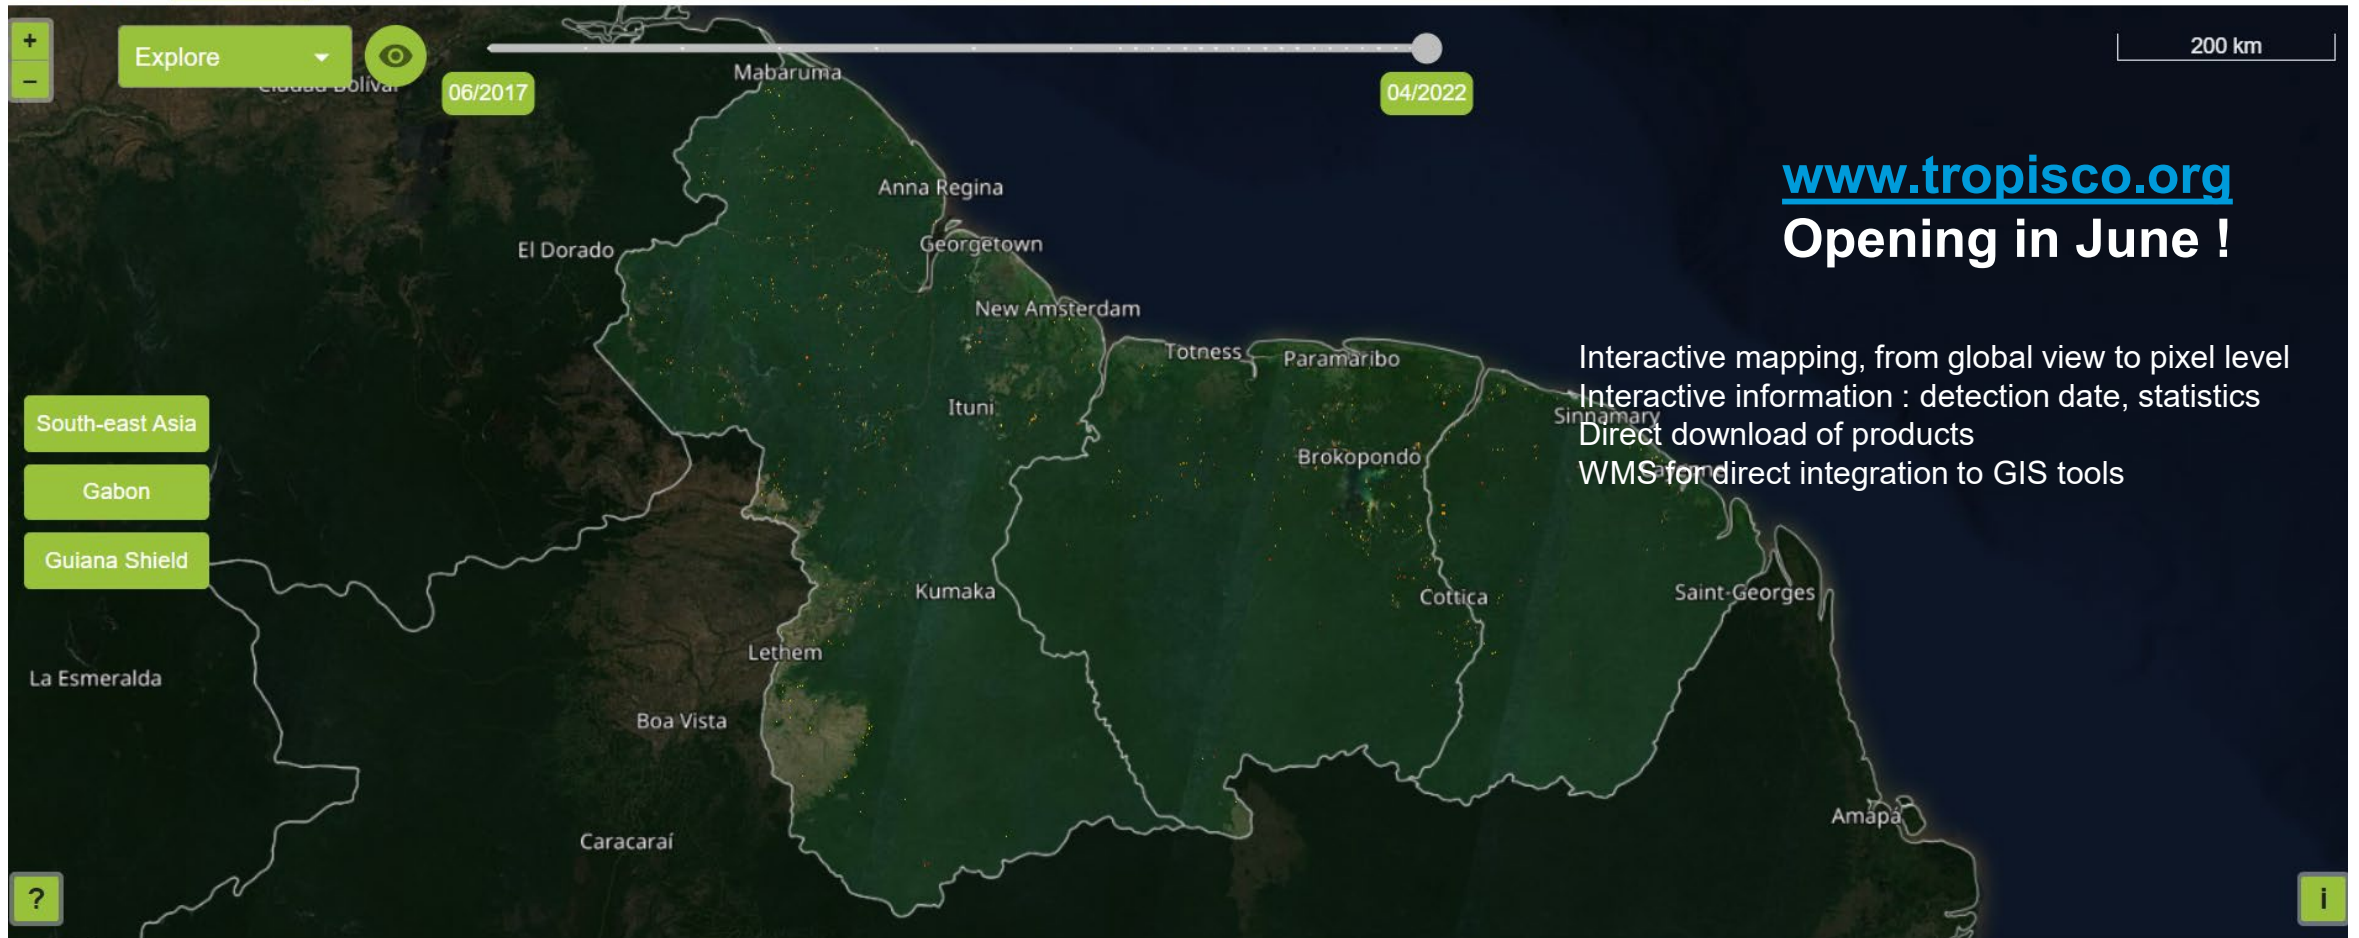 +
−
Explore
Ciudad Bolívar
06/2017
04/2022
200 km
Mabaruma
www.tropisco.org
Opening in June !
Anna Regina
Georgetown
El Dorado
New Amsterdam
Totness
Paramaribo
Interactive mapping, from global view to pixel level
Interactive information : detection date, statistics
Direct download of products
WMS for direct integration to GIS tools
Sinnamary
Ituni
Brokopondo
South-east Asia
Gabon
Guiana Shield
Kumaka
Cottica
Saint-Georges
Lethem
La Esmeralda
Boa Vista
Caracaraí
Amapá
?
i